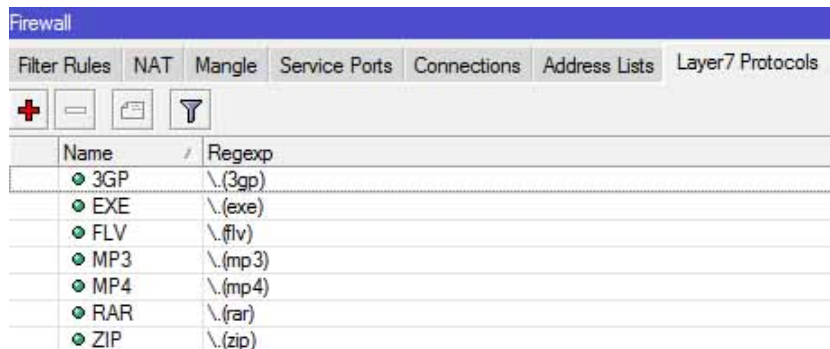 Firewall
Filter Rules NAT Mangle Service Ports Connections Address Lists Layer7 Protocols
Name / Regexp
3GP \.(3gp)
EXE \.(exe)
FLV \.(flv)
MP3 \.(mp3)
MP4 \.(mp4)
RAR \.(rar)
ZIP \.(zip)